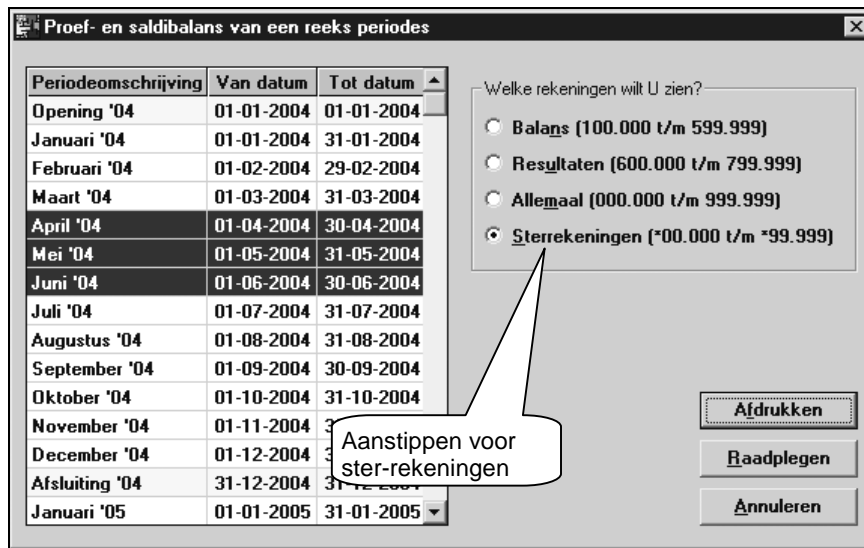 Proef- en saldibalans van een reeks periodes
Periodeomschrijving Van datum Tot datum
Opening '04 01-01-2004 01-01-2004
Januari '04 01-01-2004 31-01-2004
Februari '04 01-02-2004 29-02-2004
Maart '04 01-03-2004 31-03-2004
April '04 01-04-2004 30-04-2004
Mei '04 01-05-2004 31-05-2004
Juni '04 01-06-2004 30-06-2004
Juli '04 01-07-2004 31-07-2004
Augustus '04 01-08-2004 31-08-2004
September '04 01-09-2004 30-09-2004
Oktober '04 01-10-2004 31-10-2004
November '04 01-11-2004
December '04 01-12-2004
Afsluiting '04 31-12-2004
Januari '05 01-01-2005 31-01-2005
Welke rekeningen wilt U zien?
Balans (100.000 t/m 599.999)
Resultaten (600.000 t/m 799.999)
Allemaal (000.000 t/m 999.999)
Sterrekeningen (*00.000 t/m *99.999)
Aanstippen voor
ster-rekeningen
Afdrukken
Raadplegen
Annuleren